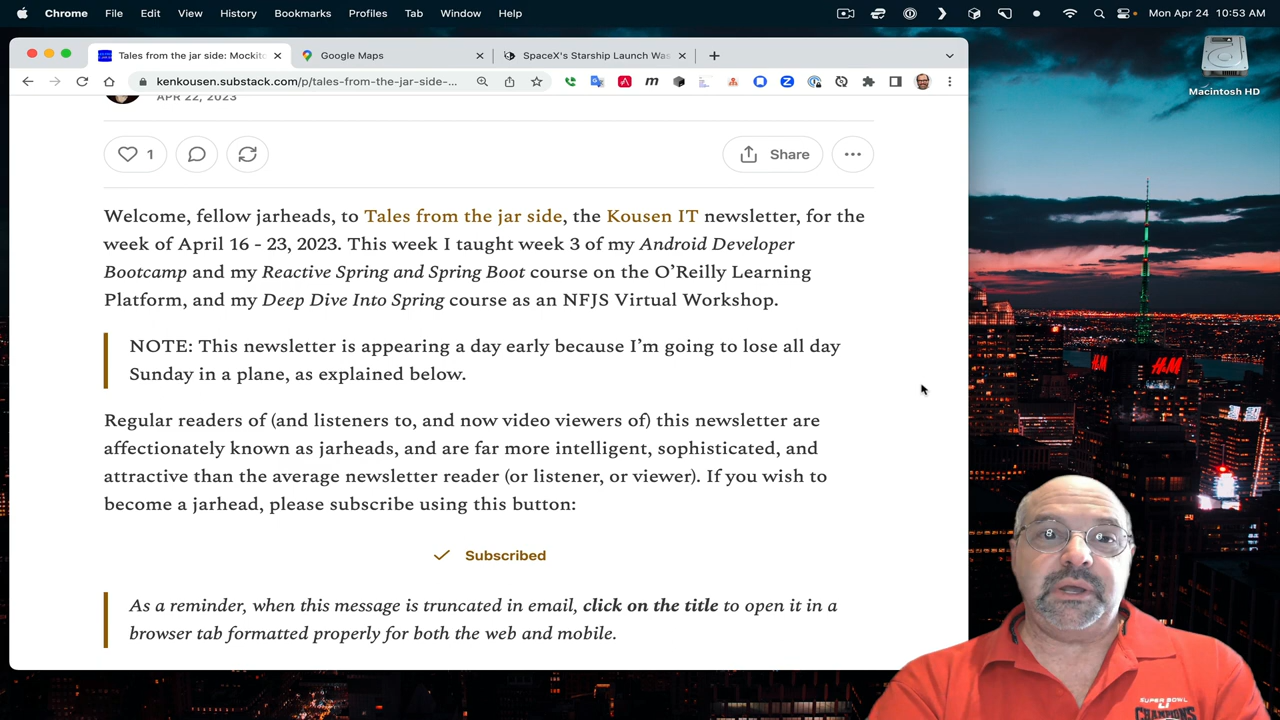 Chrome File Edit View History Bookmarks Profiles Tab Window Help Mon Apr 24 10:53 AM
Tales from the jar side: Mockito Google Maps SpaceX's Starship Launch Was
kenkousen.substack.com/p/tales-from-the-jar-side-...
Macintosh HD
APR 22, 2023
1 Share ...
Welcome, fellow jarheads, to Tales from the jar side, the Kousen IT newsletter, for the
week of April 16 - 23, 2023. This week I taught week 3 of my Android Developer
Bootcamp and my Reactive Spring and Spring Boot course on the O’Reilly Learning
Platform, and my Deep Dive Into Spring course as an NFJS Virtual Workshop.
NOTE: This newsletter is appearing a day early because I’m going to lose all day
Sunday in a plane, as explained below.
H&M H&M
Regular readers of (and listeners to, and now video viewers of) this newsletter are
affectionately known as jarheads, and are far more intelligent, sophisticated, and
attractive than the average newsletter reader (or listener, or viewer). If you wish to
become a jarhead, please subscribe using this button:
Subscribed
As a reminder, when this message is truncated in email, click on the title to open it in a
browser tab formatted properly for both the web and mobile.
SUPER BOWL
LI
CHAMPIONS